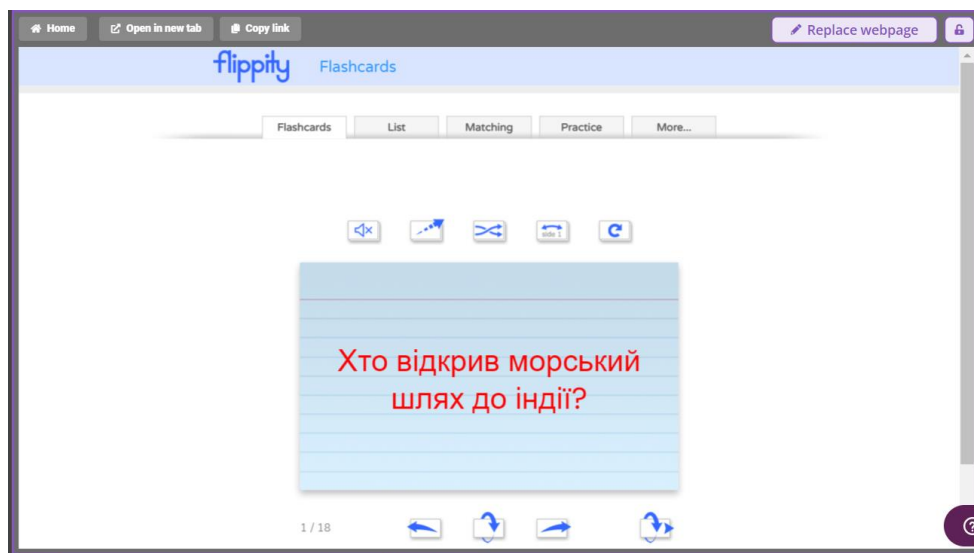 Home Open in new tab Copy link Replace webpage
flippity Flashcards
Flashcards List Matching Practice More...
side 1
Хто відкрив морський
шлях до індії?
1 / 18